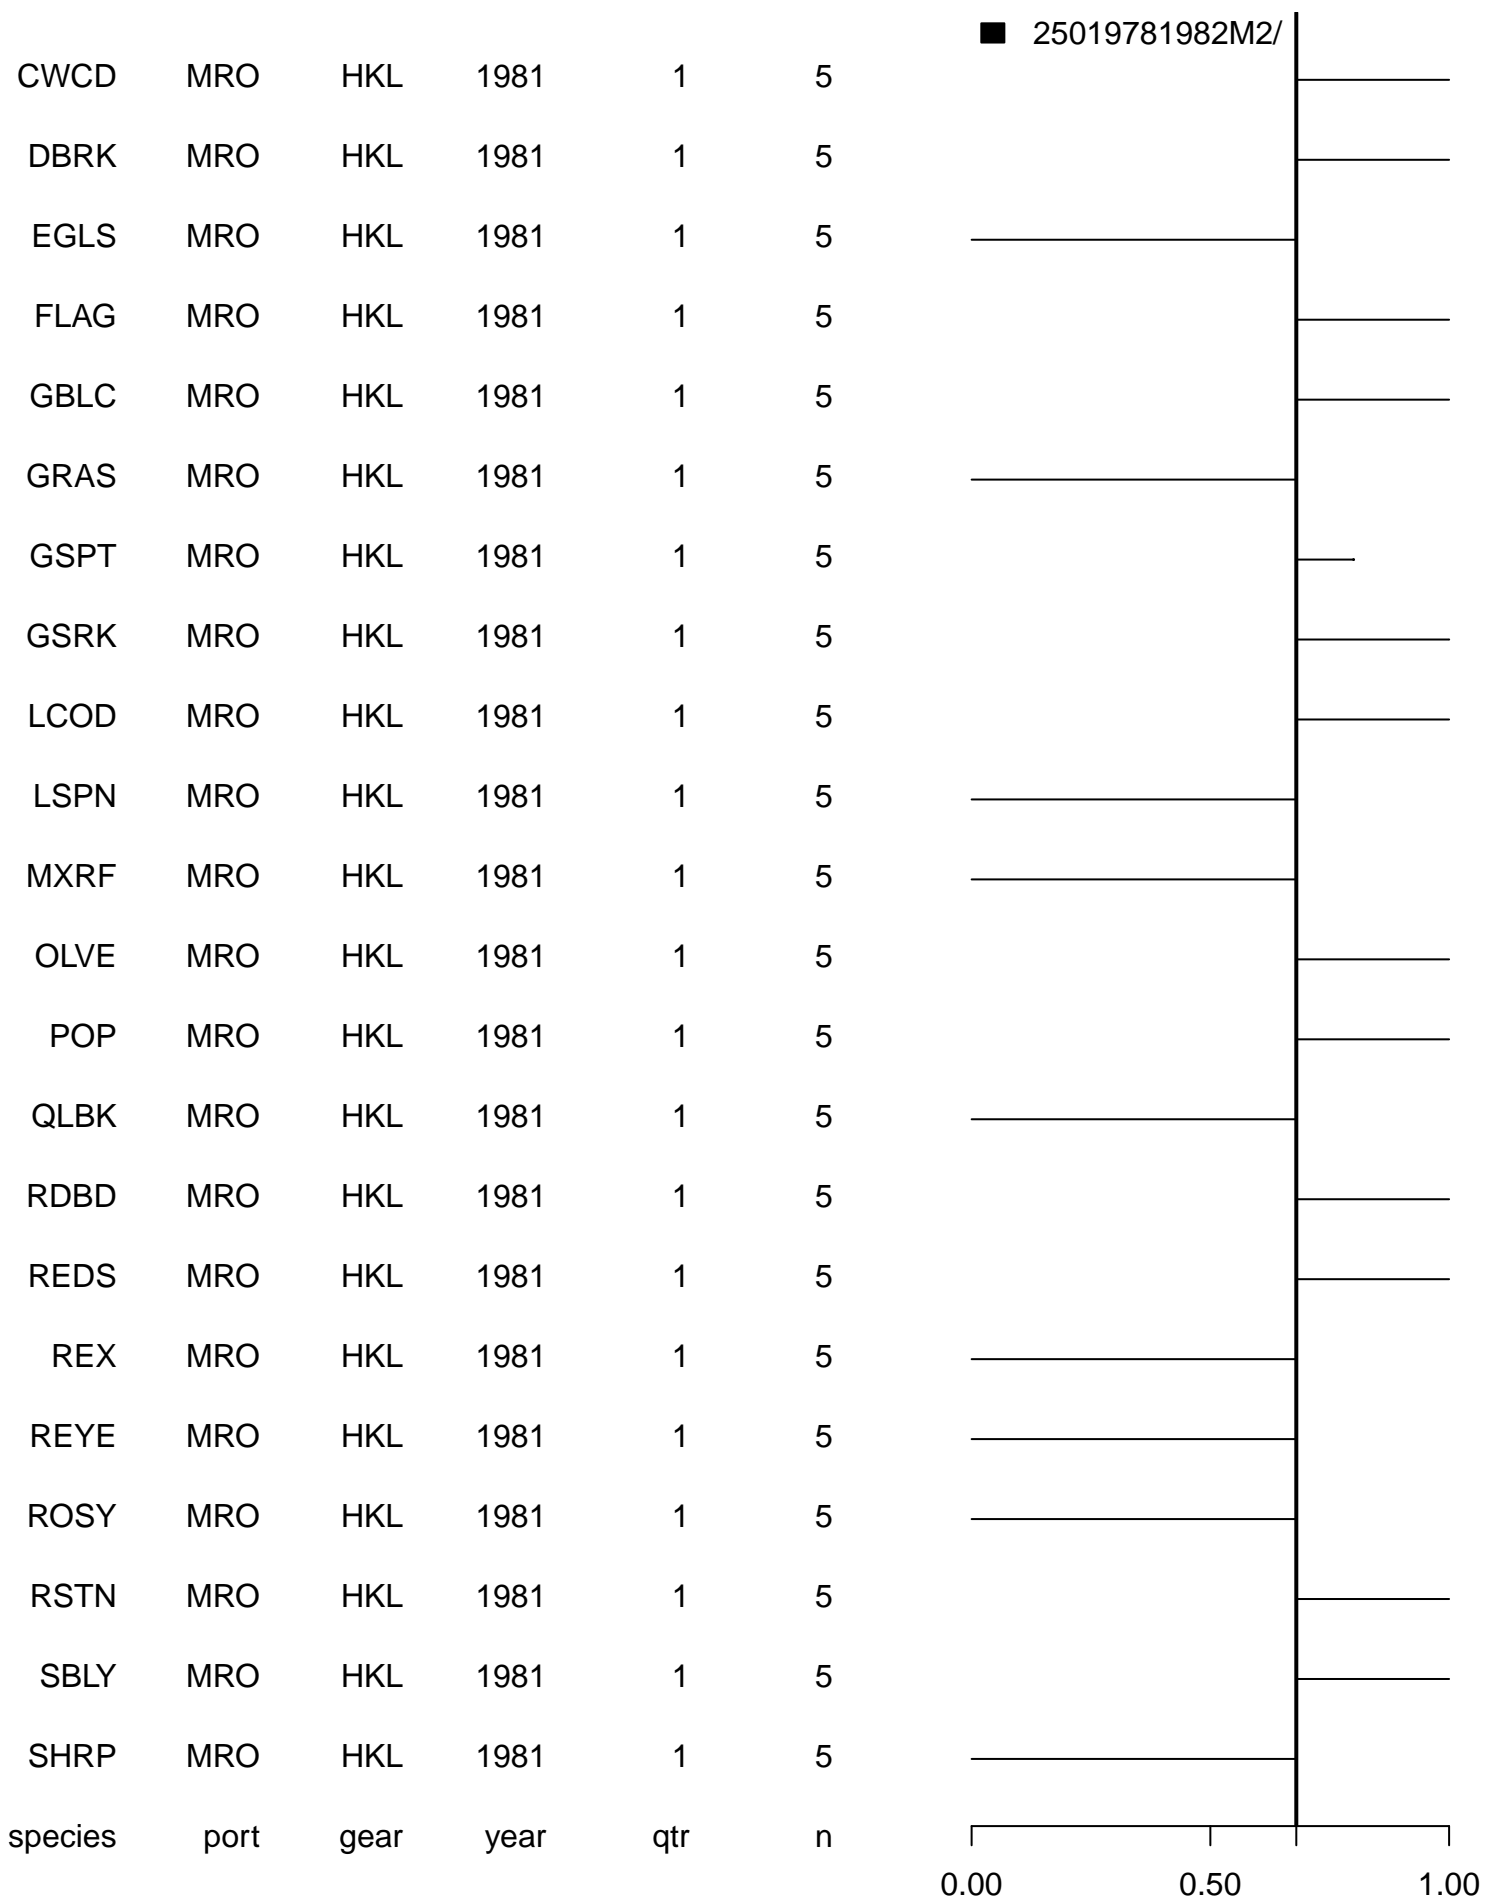 25019781982M2/
CWCD MRO HKL 1981 1 5
DBRK MRO HKL 1981 1 5
EGLS MRO HKL 1981 1 5
FLAG MRO HKL 1981 1 5
GBLC MRO HKL 1981 1 5
GRAS MRO HKL 1981 1 5
GSPT MRO HKL 1981 1 5
GSRK MRO HKL 1981 1 5
LCOD MRO HKL 1981 1 5
LSPN MRO HKL 1981 1 5
MXRF MRO HKL 1981 1 5
OLVE MRO HKL 1981 1 5
POP MRO HKL 1981 1 5
QLBK MRO HKL 1981 1 5
RDBD MRO HKL 1981 1 5
REDS MRO HKL 1981 1 5
REX MRO HKL 1981 1 5
REYE MRO HKL 1981 1 5
ROSY MRO HKL 1981 1 5
RSTN MRO HKL 1981 1 5
SBLY MRO HKL 1981 1 5
SHRP MRO HKL 1981 1 5
species port gear year qtr n
0.00 0.50 1.00